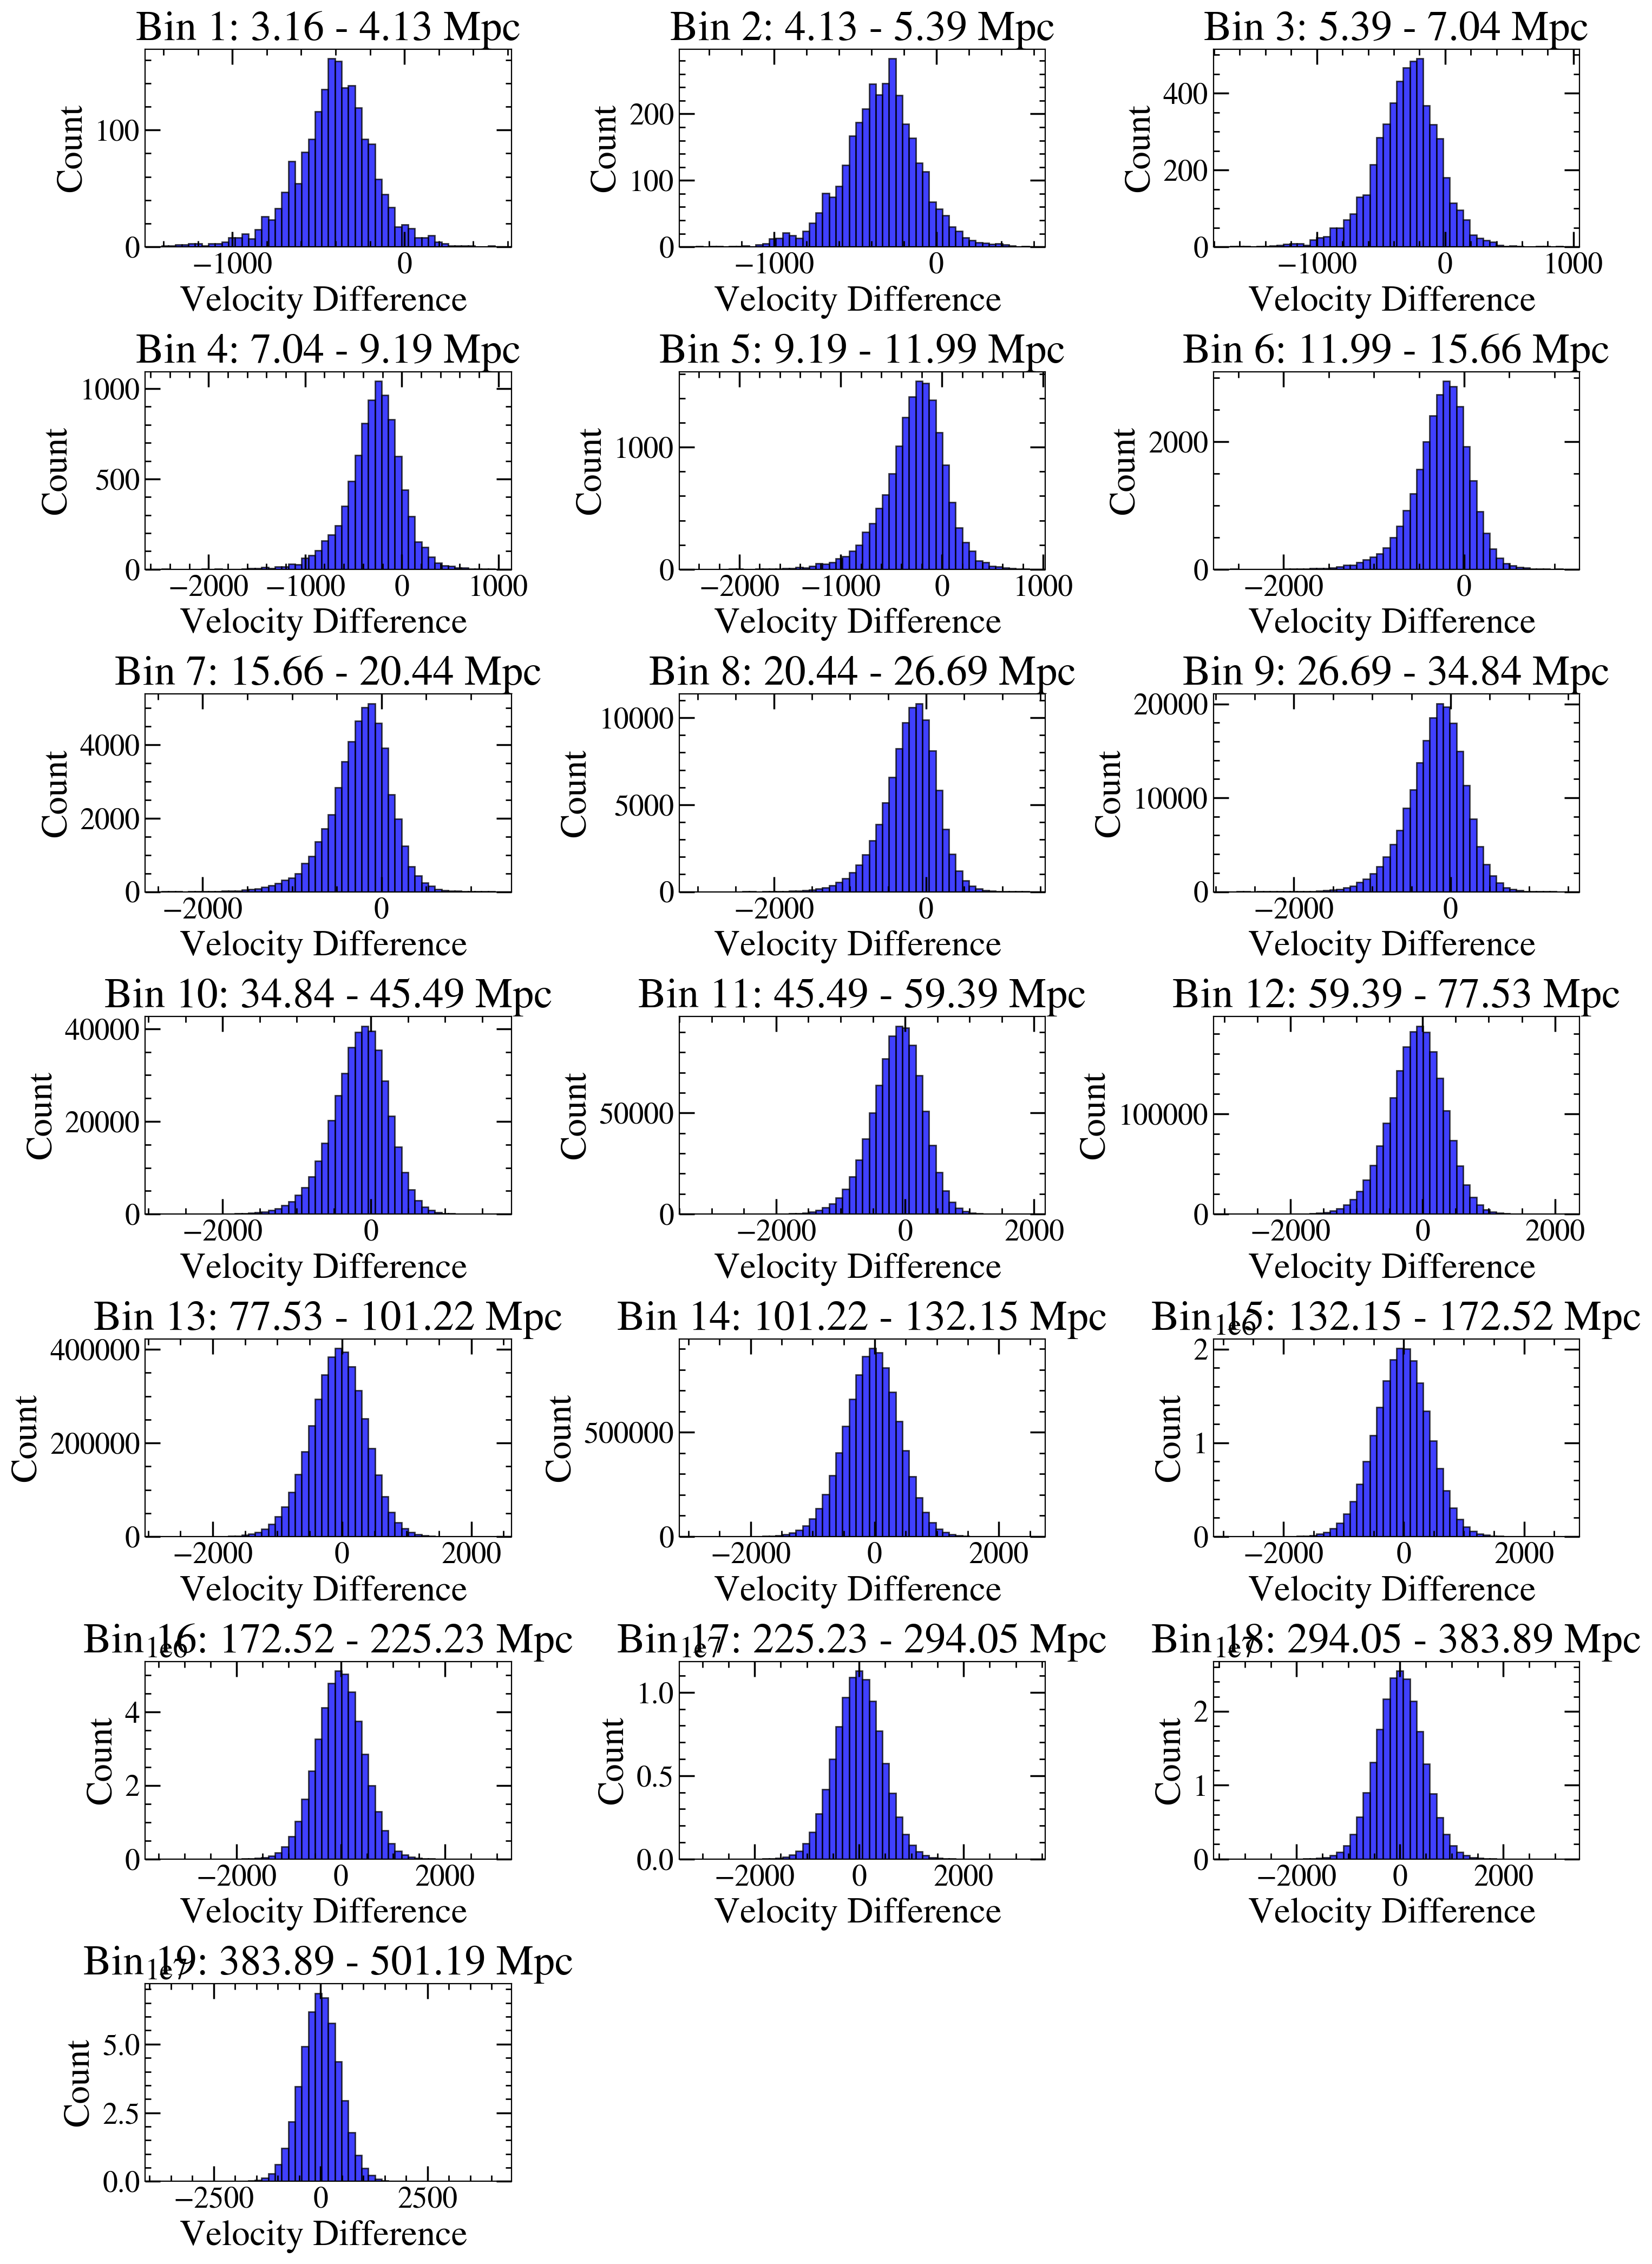 Bin 1: 3.16 - 4.13 Mpc
Count
100
0
−1000 0
Velocity Difference
Bin 2: 4.13 - 5.39 Mpc
Count
200
100
0
−1000 0
Velocity Difference
Bin 3: 5.39 - 7.04 Mpc
Count
400
200
0
−1000 0 1000
Velocity Difference
Bin 4: 7.04 - 9.19 Mpc
Count
1000
500
0
−2000 −1000 0 1000
Velocity Difference
Bin 5: 9.19 - 11.99 Mpc
Count
1000
0
−2000 −1000 0 1000
Velocity Difference
Bin 6: 11.99 - 15.66 Mpc
Count
2000
0
−2000 0
Velocity Difference
Bin 7: 15.66 - 20.44 Mpc
Count
4000
2000
0
−2000 0
Velocity Difference
Bin 8: 20.44 - 26.69 Mpc
Count
10000
5000
0
−2000 0
Velocity Difference
Bin 9: 26.69 - 34.84 Mpc
Count
20000
10000
0
−2000 0
Velocity Difference
Bin 10: 34.84 - 45.49 Mpc
Count
40000
20000
0
−2000 0
Velocity Difference
Bin 11: 45.49 - 59.39 Mpc
Count
50000
0
−2000 0 2000
Velocity Difference
Bin 12: 59.39 - 77.53 Mpc
Count
100000
0
−2000 0 2000
Velocity Difference
Bin 13: 77.53 - 101.22 Mpc
Count
400000
200000
0
−2000 0 2000
Velocity Difference
Bin 14: 101.22 - 132.15 Mpc
Count
500000
0
−2000 0 2000
Velocity Difference
Bin 15: 132.15 - 172.52 Mpc
1e6
Count
2
1
0
−2000 0 2000
Velocity Difference
Bin 16: 172.52 - 225.23 Mpc
1e6
Count
4
2
0
−2000 0 2000
Velocity Difference
Bin 17: 225.23 - 294.05 Mpc
1e7
Count
1.0
0.5
0.0
−2000 0 2000
Velocity Difference
Bin 18: 294.05 - 383.89 Mpc
1e7
Count
2
1
0
−2000 0 2000
Velocity Difference
Bin 19: 383.89 - 501.19 Mpc
1e7
Count
5.0
2.5
0.0
−2500 0 2500
Velocity Difference